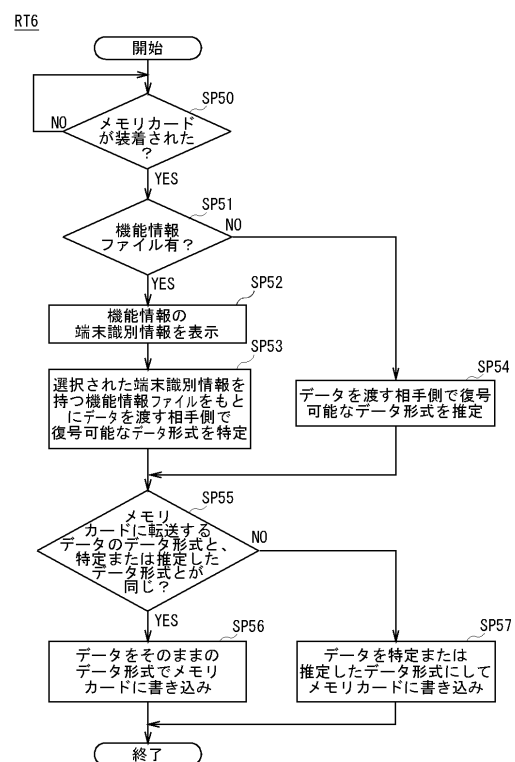 RT6
開始
SP50
メモリカード
が装着された
?
NO
YES
SP51
機能情報
ファイル有?
NO
YES
SP52
機能情報の
端末識別情報を表示
SP53
選択された端末識別情報を
持つ機能情報ファイルをもと
にデータを渡す相手側で
復号可能なデータ形式を特定
SP54
データを渡す相手側で復号
可能なデータ形式を推定
SP55
メモリ
カードに転送する
データのデータ形式と、
特定または推定した
データ形式とが
同じ?
NO
YES
SP56
データをそのままの
データ形式でメモリ
カードに書き込み
SP57
データを特定または
推定したデータ形式にして
メモリカードに書き込み
終了